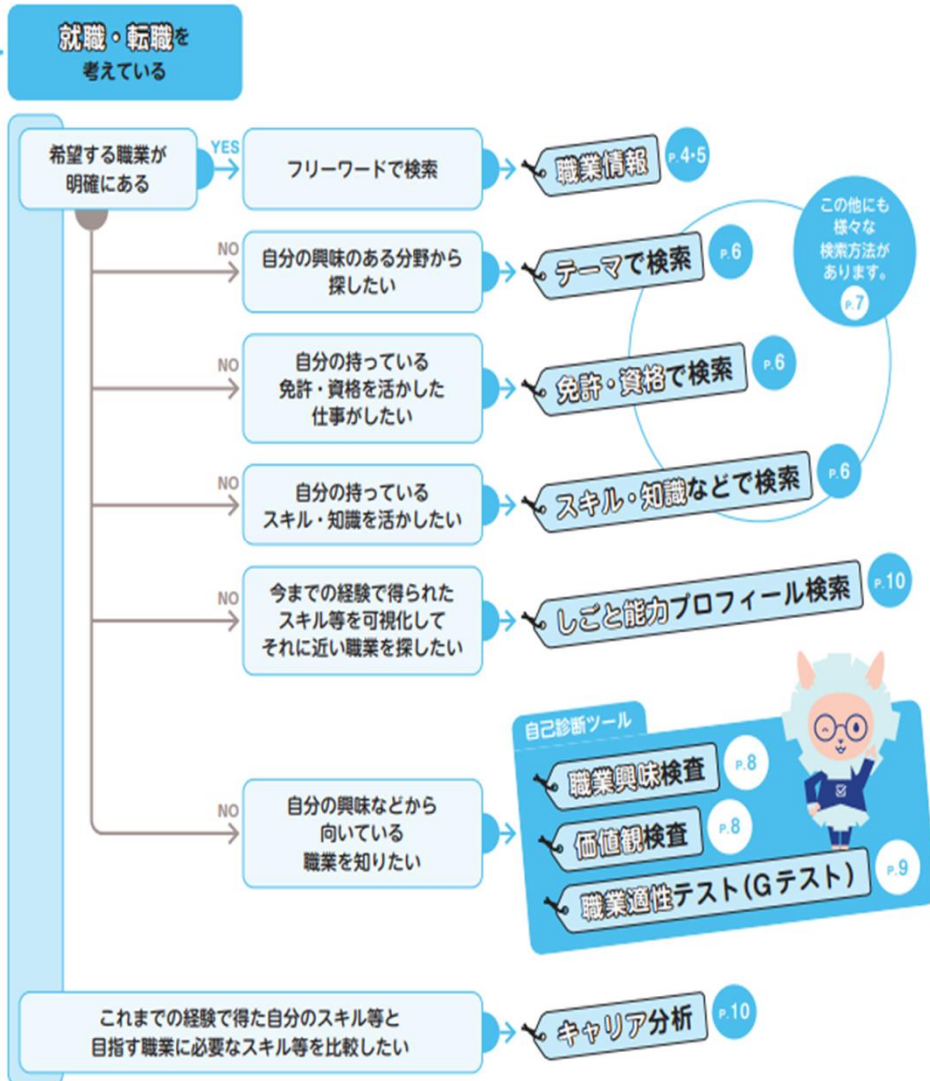 就職・転職を
考えている
希望する職業が
明確にある
YES
フリーワードで検索
職業情報
P.4・5
NO
自分の興味のある分野から
探したい
テーマで検索
P.6
この他にも
様々な
検索方法が
あります。
P.7
NO
自分の持っている
免許・資格を活かした
仕事がしたい
免許・資格で検索
P.6
NO
自分の持っている
スキル・知識を活かしたい
スキル・知識などで検索
P.6
NO
今までの経験で得られた
スキル等を可視化して
それに近い職業を探したい
しごと能力プロフィール検索
P.10
NO
自分の興味などから
向いている
職業を知りたい
自己診断ツール
職業興味検査
P.8
価値観検査
P.8
職業適性テスト(Gテスト)
P.9
これまでの経験で得た自分のスキル等と
目指す職業に必要なスキル等を比較したい
キャリア分析
P.10